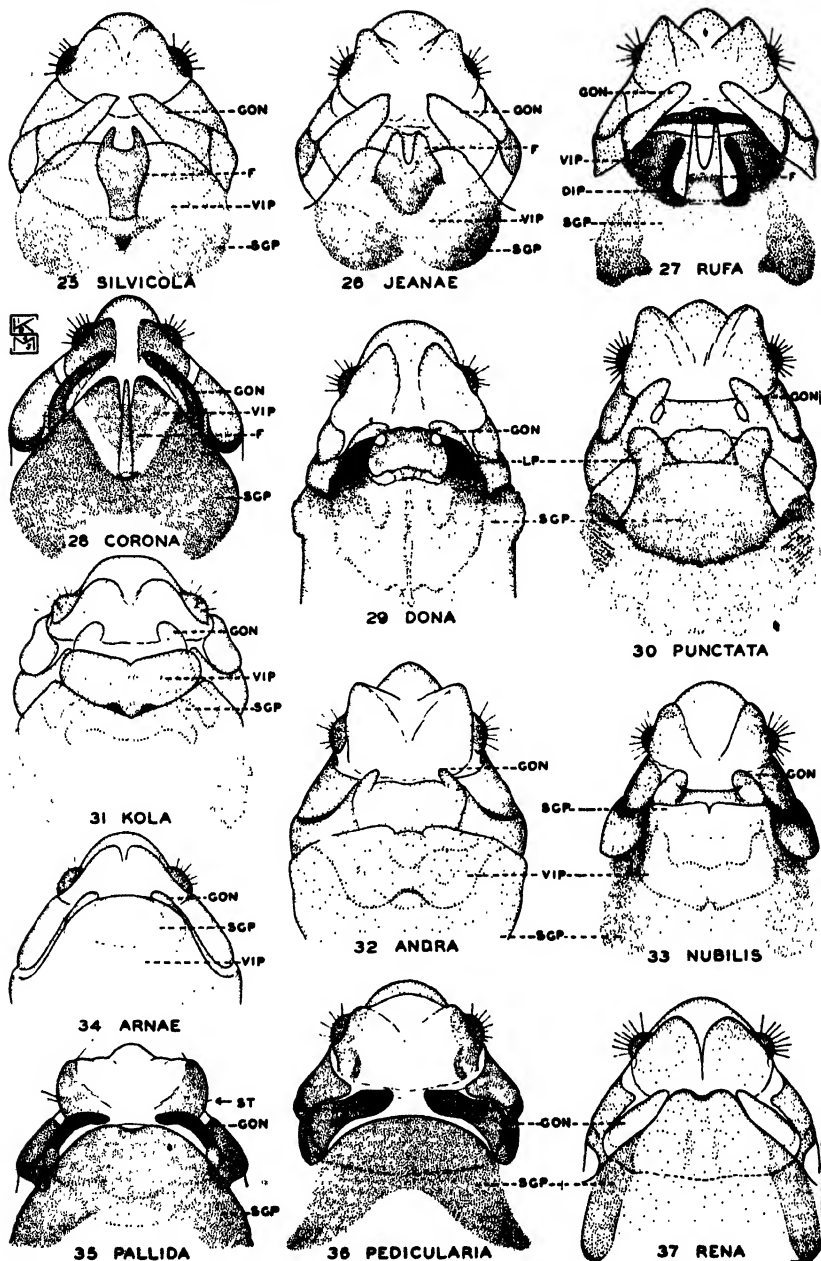 GON
F
VIP
SGP
25 SILVICOLA
GON
F
VIP
SGP
26 JEANAE
GON
VIP
F
DIP
SGP
27 RUFA
GON
VIP
F
SGP
28 CORONA
GON
LP
SGP
29 DONA
GON
30 PUNCTATA
GON
VIP
SGP
31 KOLA
GON
SGP
VIP
SGP
32 ANDRA
GON
33 NUBILIS
GON
SGP
VIP
34 ARNAE
ST
GON
SGP
35 PALLIDA
GON
SGP
36 PEDICULARIA
37 RENA